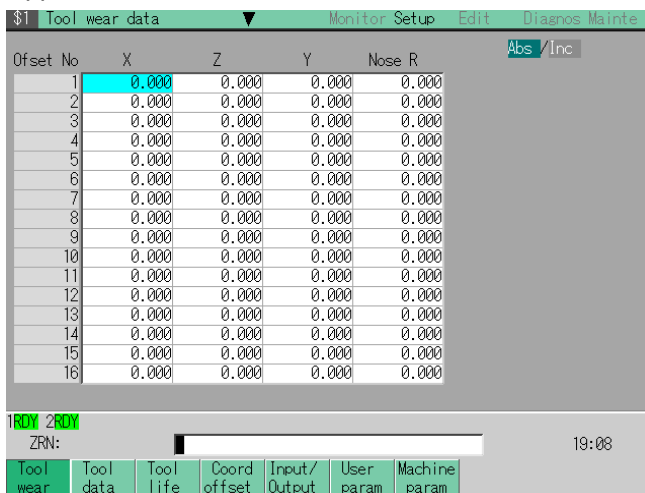 $1 Tool wear data ▼ Monitor Setup Edit Diagnos Mainte
Abs /Inc
Ofset No X Z Y Nose R
1 0.000 0.000 0.000 0.000
2 0.000 0.000 0.000 0.000
3 0.000 0.000 0.000 0.000
4 0.000 0.000 0.000 0.000
5 0.000 0.000 0.000 0.000
6 0.000 0.000 0.000 0.000
7 0.000 0.000 0.000 0.000
8 0.000 0.000 0.000 0.000
9 0.000 0.000 0.000 0.000
10 0.000 0.000 0.000 0.000
11 0.000 0.000 0.000 0.000
12 0.000 0.000 0.000 0.000
13 0.000 0.000 0.000 0.000
14 0.000 0.000 0.000 0.000
15 0.000 0.000 0.000 0.000
16 0.000 0.000 0.000 0.000
1RDY 2RDY
ZRN: 19:08
Tool Tool Tool Coord Input/ User Machine
wear data life offset Output param param